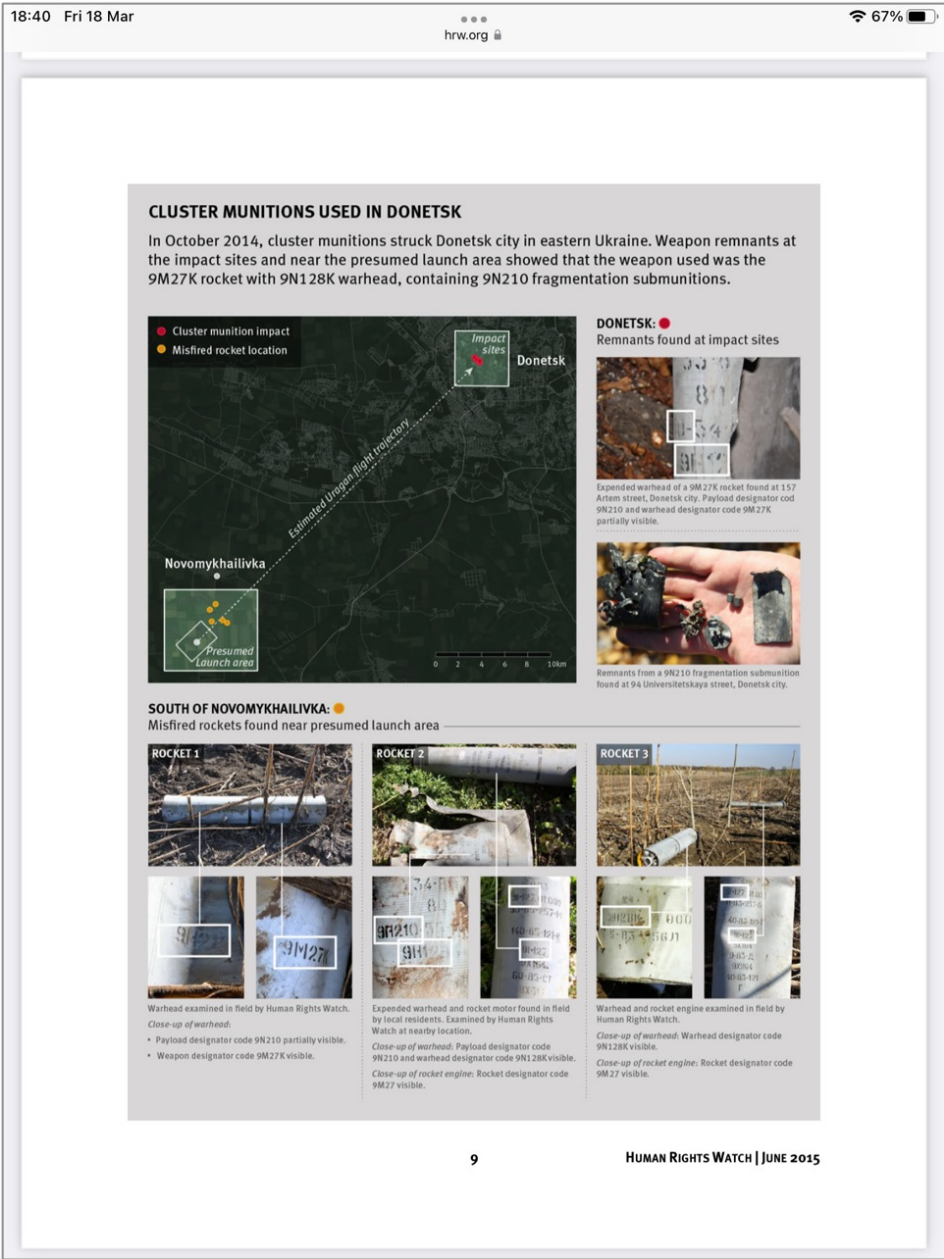 18:40 Fri 18 Mar
67%
hrw.org
CLUSTER MUNITIONS USED IN DONETSK
In October 2014, cluster munitions struck Donetsk city in eastern Ukraine. Weapon remnants at
the impact sites and near the presumed launch area showed that the weapon used was the
9M27K rocket with 9N128K warhead, containing 9N210 fragmentation submunitions.
Cluster munition impact
Misfired rocket location
Impact
sites
Donetsk
Estimated Uragan flight trajectory
Novomykhailivka
Presumed
Launch area
0 2 4 6 8 10km
DONETSK:
Remnants found at impact sites
Expended warhead of a 9M27K rocket found at 157
Artem street, Donetsk city. Payload designator cod
9N210 and warhead designator code 9M27K
partially visible.
Remnants from a 9N210 fragmentation submunition
found at 94 Universitetskaya street, Donetsk city.
SOUTH OF NOVOMYKHAILIVKA:
Misfired rockets found near presumed launch area
ROCKET 1
ROCKET 2
ROCKET 3
9M27K
34-
80
9H210
Warhead examined in field by Human Rights Watch.
Close-up of warhead:
• Payload designator code 9N210 partially visible.
• Weapon designator code 9M27K visible.
Expended warhead and rocket motor found in field
by local residents. Examined by Human Rights
Watch at nearby location.
Close-up of warhead: Payload designator code
9N210 and warhead designator code 9N128K visible.
Close-up of rocket engine: Rocket designator code
9M27 visible.
Warhead and rocket engine examined in field by
Human Rights Watch.
Close-up of warhead: Warhead designator code
9N128K visible.
Close-up of rocket engine: Rocket designator code
9M27 visible.
9
HUMAN RIGHTS WATCH | JUNE 2015